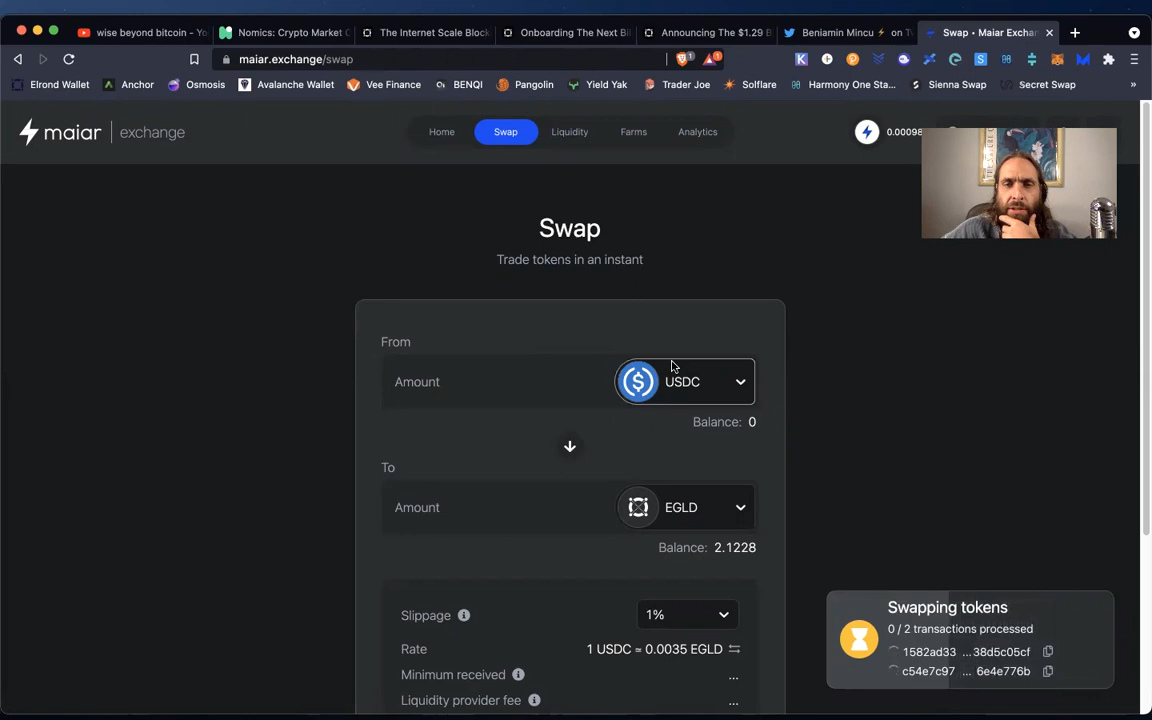 wise beyond bitcoin - Yo
Nomics: Crypto Market C
The Internet Scale Block
Onboarding The Next Bi
Announcing The $1.29 B
Beniamin Mincu ⚡ on T
Swap • Maiar Exchan
maiar.exchange/swap
Elrond Wallet
Anchor
Osmosis
Avalanche Wallet
Vee Finance
BENQI
Pangolin
Yield Yak
Trader Joe
Solflare
Harmony One Sta...
Sienna Swap
Secret Swap
maiar | exchange
Home
Swap
Liquidity
Farms
Analytics
0.00098
Swap
Trade tokens in an instant
From
Amount
USDC
Balance: 0
To
Amount
EGLD
Balance: 2.1228
Slippage
1%
Rate
1 USDC ≈ 0.0035 EGLD
Minimum received
...
Liquidity provider fee
...
Swapping tokens
0 / 2 transactions processed
1582ad33 ...38d5c05cf
c54e7c97 ... 6e4e776b